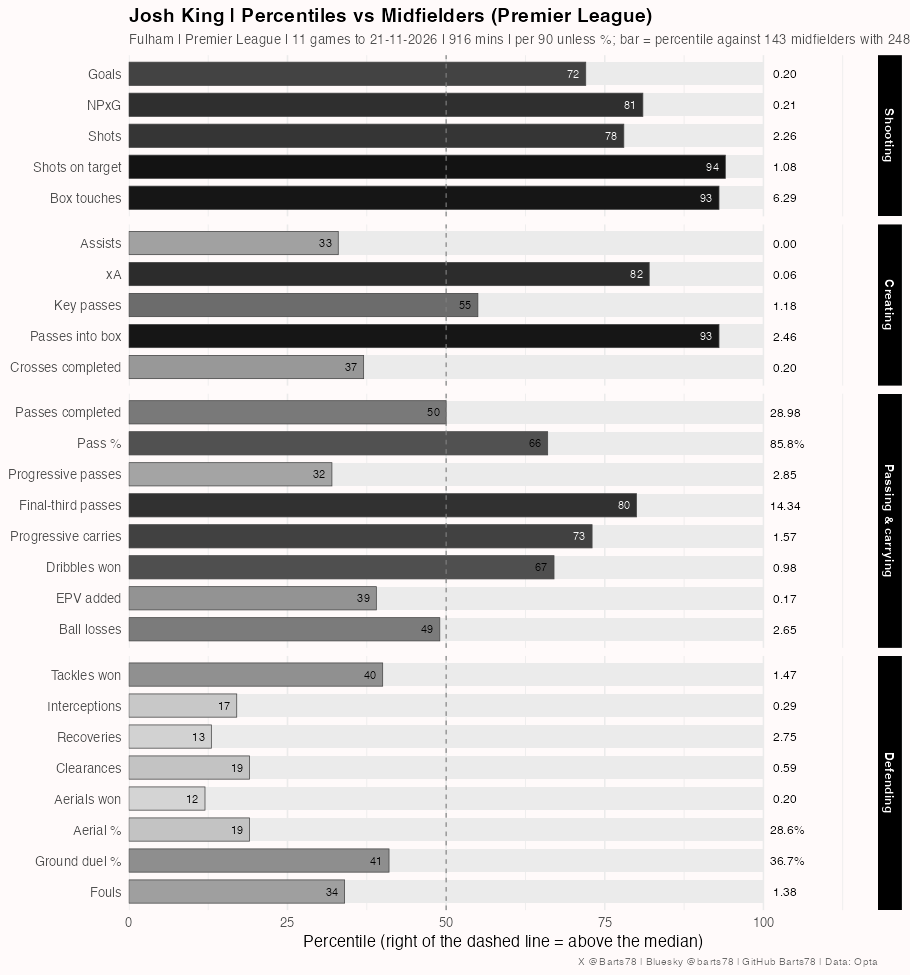 Josh King | Percentiles vs Midfielders (Premier League)
Fulham | Premier League | 11 games to 21-11-2026 | 916 mins | per 90 unless %; bar = percentile against 143 midfielders with 248
Goals 72 0.20
NPxG 81 0.21
Shots 78 2.26
Shots on target 94 1.08
Box touches 93 6.29
Shooting
Assists 33 0.00
xA 82 0.06
Key passes 55 1.18
Passes into box 93 2.46
Crosses completed 37 0.20
Creating
Passes completed 50 28.98
Pass % 66 85.8%
Progressive passes 32 2.85
Final-third passes 80 14.34
Progressive carries 73 1.57
Dribbles won 67 0.98
EPV added 39 0.17
Ball losses 49 2.65
Passing & carrying
Tackles won 40 1.47
Interceptions 17 0.29
Recoveries 13 2.75
Clearances 19 0.59
Aerials won 12 0.20
Aerial % 19 28.6%
Ground duel % 41 36.7%
Fouls 34 1.38
Defending
0 25 50 75 100
Percentile (right of the dashed line = above the median)
X @Barts78 | Bluesky @barts78 | GitHub Barts78 | Data: Opta